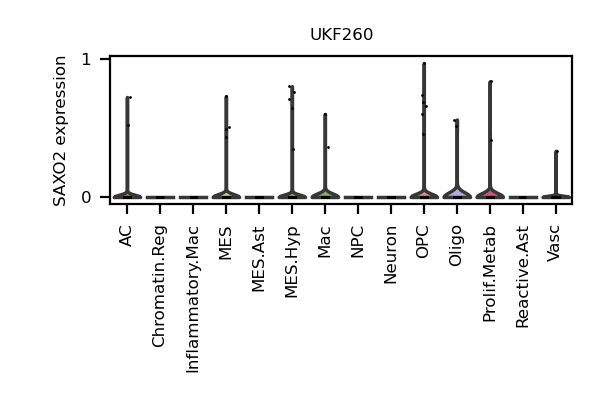 UKF260
SAXO2 expression
1
0
AC
Chromatin.Reg
Inflammatory.Mac
MES
MES.Ast
MES.Hyp
Mac
NPC
Neuron
OPC
Oligo
Prolif.Metab
Reactive.Ast
Vasc